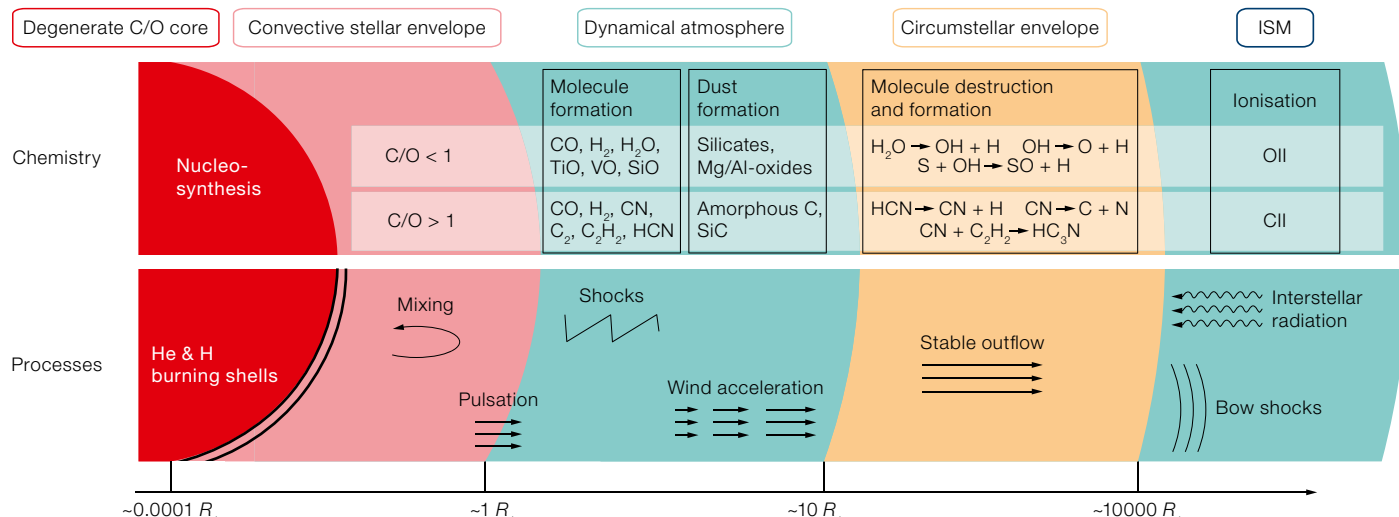 Degenerate C/O core
Convective stellar envelope
Dynamical atmosphere
Circumstellar envelope
ISM
Chemistry
Nucleo-
synthesis
C/O < 1
C/O > 1
Molecule
formation
CO, H₂, H₂O,
TiO, VO, SiO
CO, H₂, CN,
C₂, C₂H₂, HCN
Dust
formation
Silicates,
Mg/Al-oxides
Amorphous C,
SiC
Molecule destruction
and formation
H₂O → OH + H OH → O + H
S + OH → SO + H
HCN → CN + H CN → C + N
CN + C₂H₂ → HC₃N
Ionisation
OII
CII
Processes
He & H
burning shells
Mixing
Pulsation
Shocks
Wind acceleration
Stable outflow
Interstellar
radiation
Bow shocks
~0.0001 R*
~1 R*
~10 R*
~10000 R*